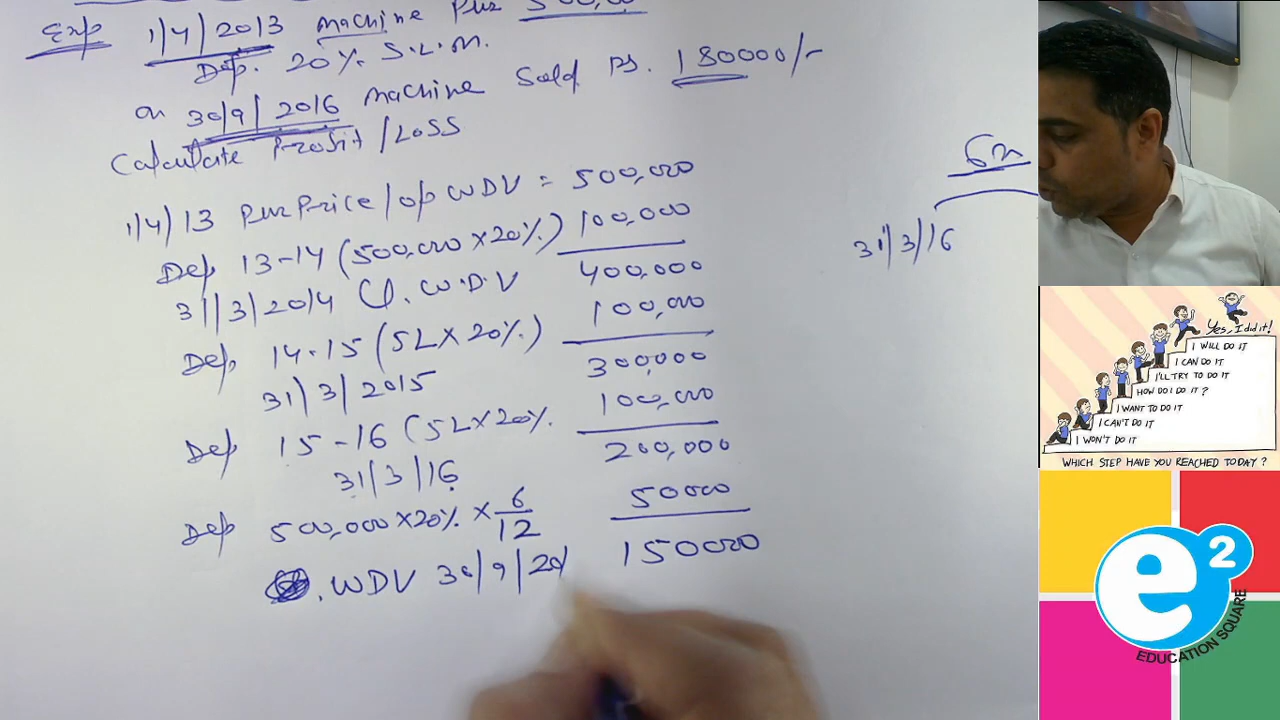 Exp 1/4/2013 machine Pur 500,00
Dep. 20% S.L.M.
on 30/9/2016 machine Sold Rs. 180000/-
Calculate Profit/LOSS
1/4/13 Pur Price/op WDV = 500,000
Dep 13-14 (500,000 x 20%) 100,000
31/3/2014 Cl. W.D.V 400,000
Dep 14-15 (5L x 20%) 100,000
31/3/2015 300,000
Dep 15-16 (5L x 20% 100,000
31/3/16 200,000
Dep 500,000 x 20% x 6/12 50000
WDV 30/9/20 150000
6m
31/3/16
Yes, I did it!
I WILL DO IT
I CAN DO IT
I'LL TRY TO DO IT
HOW DO I DO IT?
I WANT TO DO IT
I CAN'T DO IT
I WON'T DO IT
WHICH STEP HAVE YOU REACHED TODAY?
e2
EDUCATION SQUARE